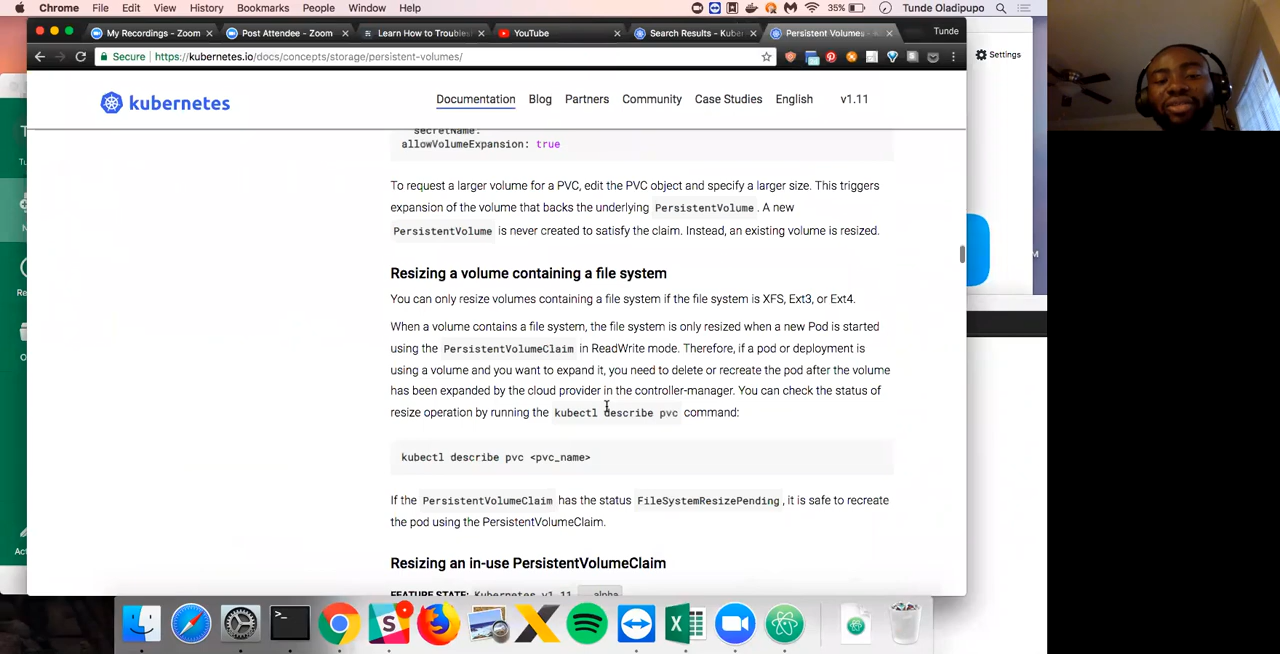 Chrome File Edit View History Bookmarks People Window Help 35% Tunde Oladipupo
My Recordings - Zoom Post Attendee - Zoom Learn How to Troubles YouTube Search Results - Kuber Persistent Volumes - Tunde
Secure https://kubernetes.io/docs/concepts/storage/persistent-volumes/
Settings
kubernetes Documentation Blog Partners Community Case Studies English v1.11
secretName:
allowVolumeExpansion: true
To request a larger volume for a PVC, edit the PVC object and specify a larger size. This triggers
expansion of the volume that backs the underlying PersistentVolume. A new
PersistentVolume is never created to satisfy the claim. Instead, an existing volume is resized.
Resizing a volume containing a file system
You can only resize volumes containing a file system if the file system is XFS, Ext3, or Ext4.
When a volume contains a file system, the file system is only resized when a new Pod is started
using the PersistentVolumeClaim in ReadWrite mode. Therefore, if a pod or deployment is
using a volume and you want to expand it, you need to delete or recreate the pod after the volume
has been expanded by the cloud provider in the controller-manager. You can check the status of
resize operation by running the kubectl describe pvc command:
kubectl describe pvc <pvc_name>
If the PersistentVolumeClaim has the status FileSystemResizePending, it is safe to recreate
the pod using the PersistentVolumeClaim.
Resizing an in-use PersistentVolumeClaim
FEATURE STATE: Kubernetes v1.11 alpha